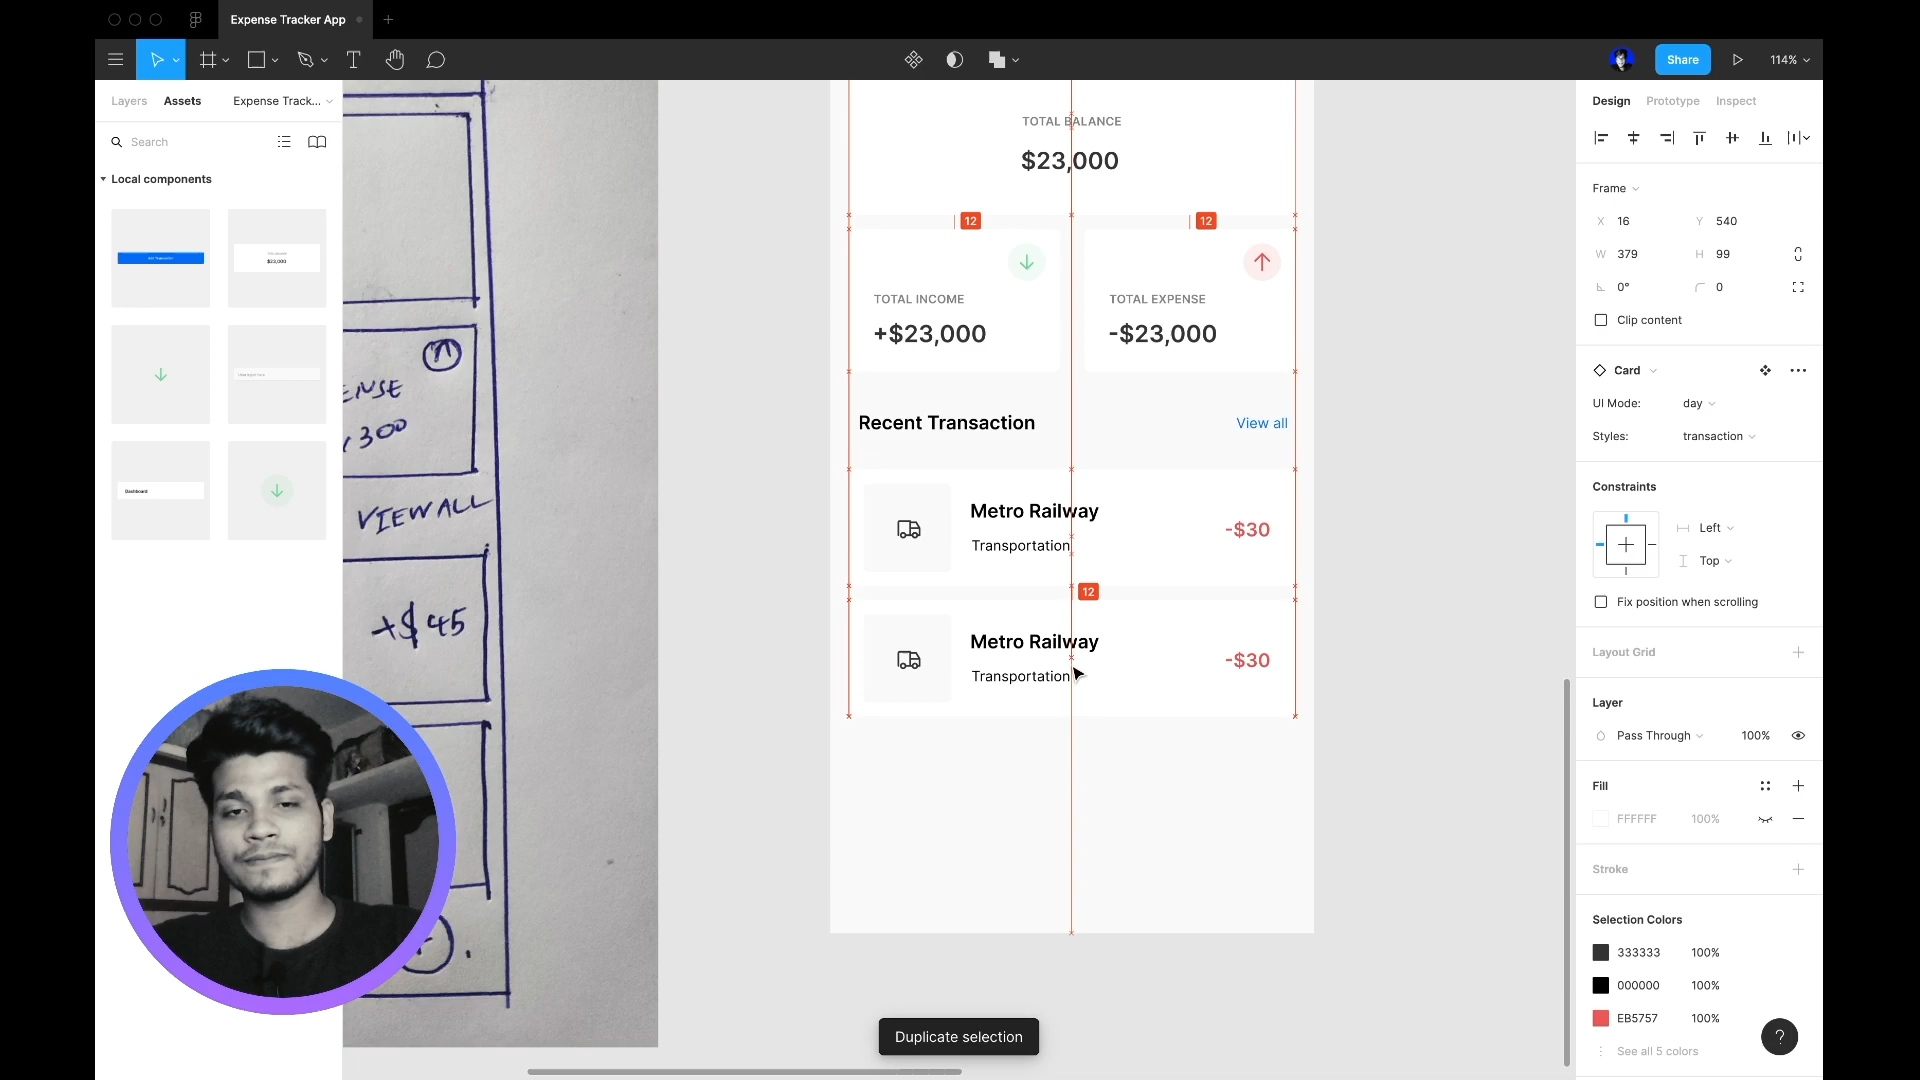 Expense Tracker App
Share
114%
Layers
Assets
Expense Track...
Search
Local components
Dashboard
$23,000
ENSE
300
VIEW ALL
+$45
TOTAL BALANCE
$23,000
12
12
TOTAL INCOME
+$23,000
TOTAL EXPENSE
-$23,000
Recent Transaction
View all
Metro Railway
Transportation
-$30
12
Metro Railway
Transportation
-$30
Duplicate selection
Design
Prototype
Inspect
Frame
X 16
Y 540
W 379
H 99
0°
0
Clip content
Card
UI Mode: day
Styles: transaction
Constraints
Left
Top
Fix position when scrolling
Layout Grid
Layer
Pass Through 100%
Fill
FFFFFF 100%
Stroke
Selection Colors
333333 100%
000000 100%
EB5757 100%
See all 5 colors
?